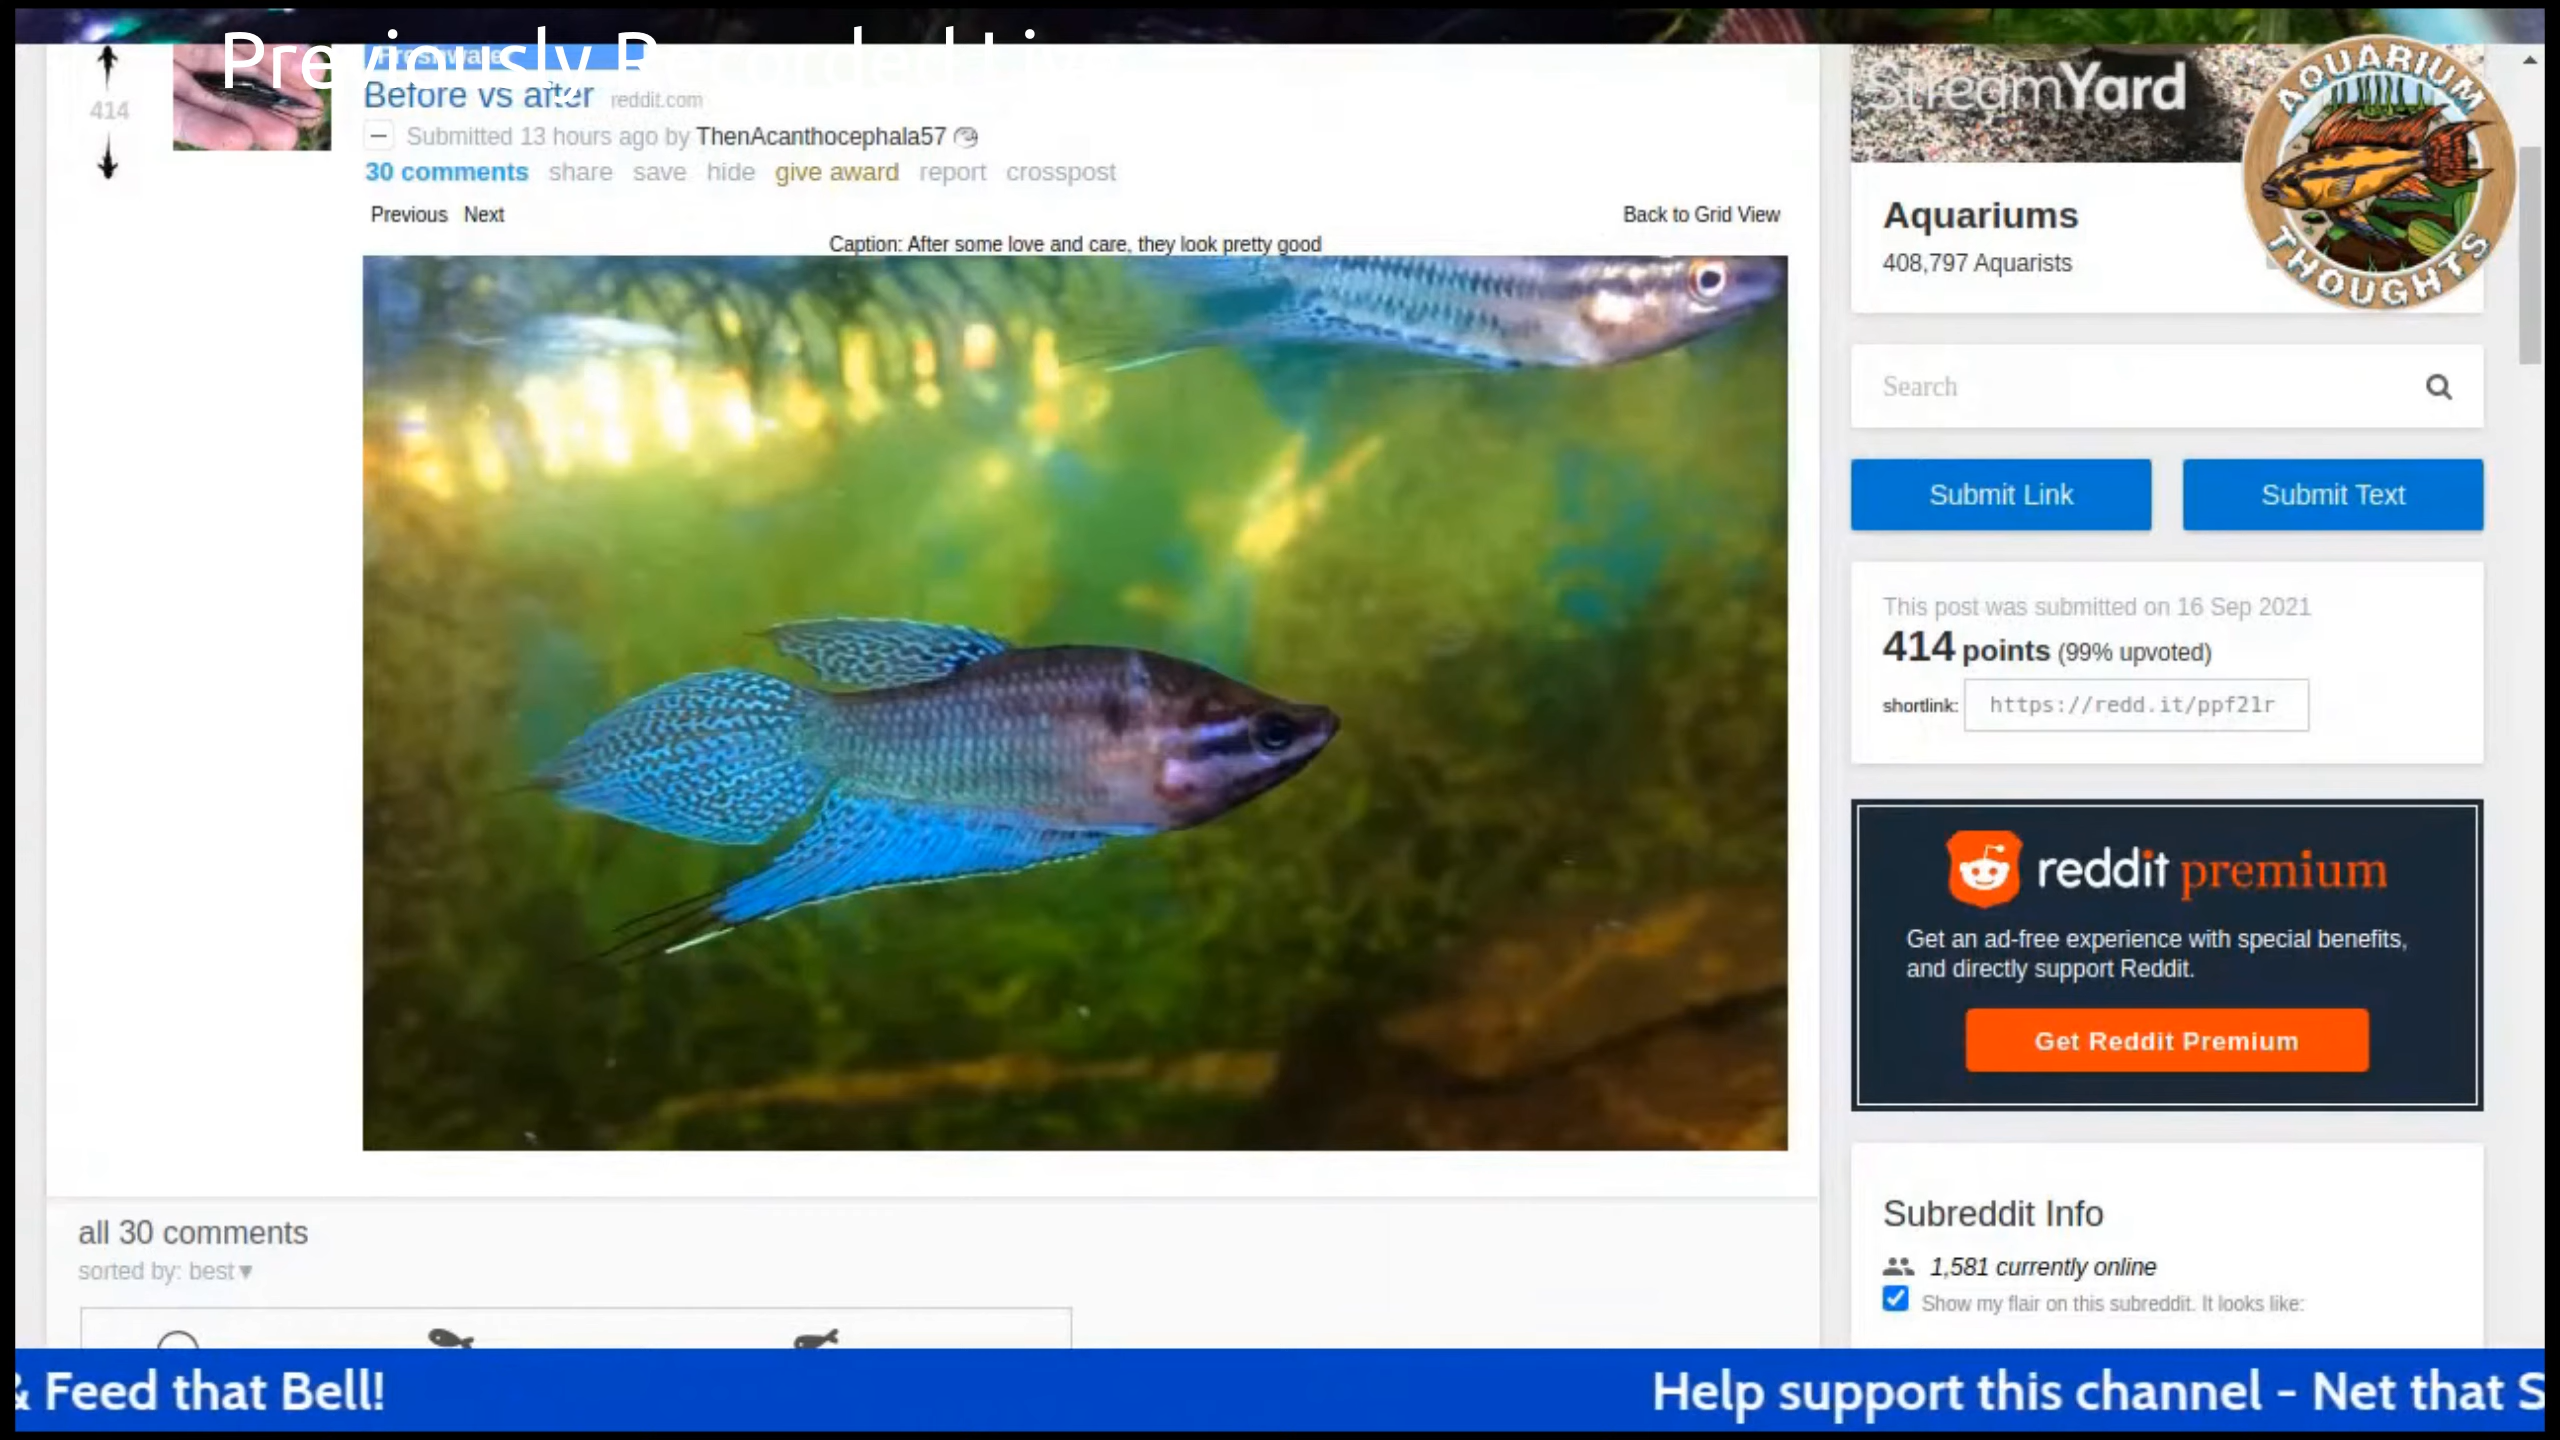 Previously Recorded Liv
Freshwate
Before vs after reddit.com
414
Submitted 13 hours ago by ThenAcanthocephala57
30 comments share save hide give award report crosspost
Previous Next
Back to Grid View
Caption: After some love and care, they look pretty good
StreamYard
AQUARIUM
THOUGHTS
Aquariums
408,797 Aquarists
Search
Submit Link
Submit Text
This post was submitted on 16 Sep 2021
414 points (99% upvoted)
shortlink: https://redd.it/ppf21r
reddit premium
Get an ad-free experience with special benefits,
and directly support Reddit.
Get Reddit Premium
Subreddit Info
1,581 currently online
Show my flair on this subreddit. It looks like:
all 30 comments
sorted by: best ▾
& Feed that Bell!
Help support this channel - Net that S